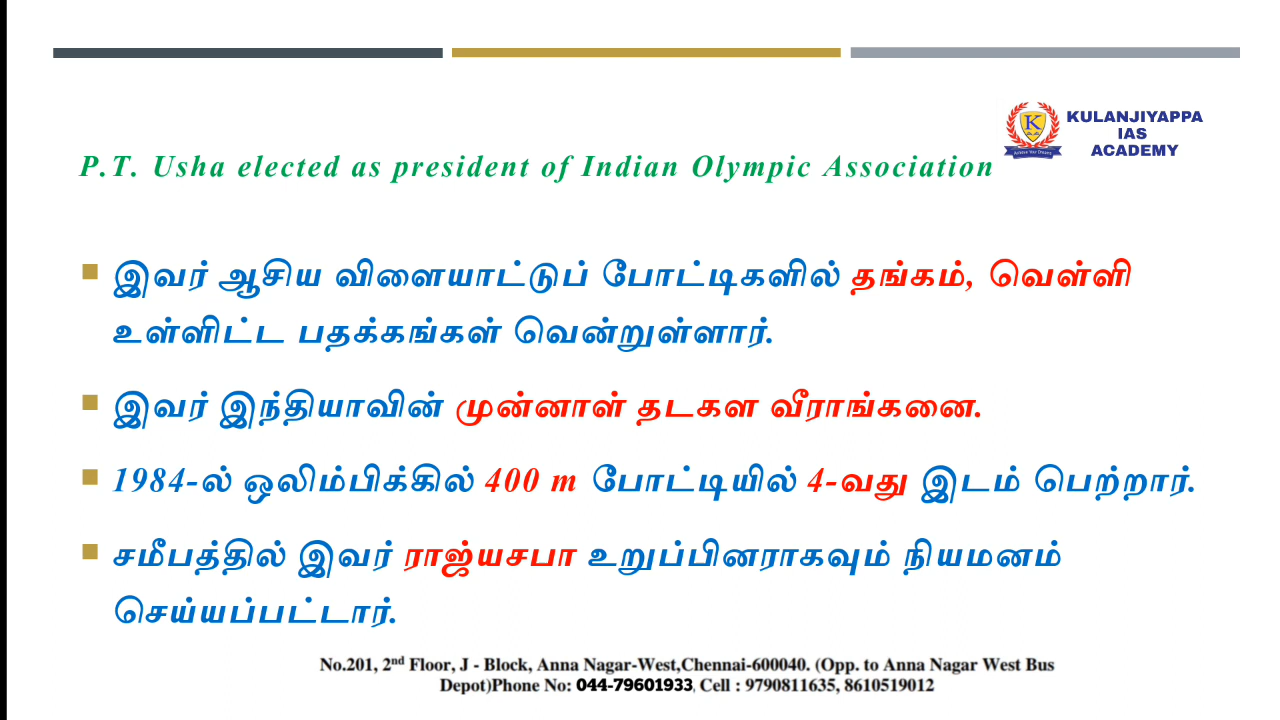 KULANJIYAPPA
IAS
ACADEMY
P.T. Usha elected as president of Indian Olympic Association
இவர் ஆசிய விளையாட்டுப் போட்டிகளில் தங்கம், வெள்ளி
உள்ளிட்ட பதக்கங்கள் வென்றுள்ளார்.
இவர் இந்தியாவின் முன்னாள் தடகள வீராங்கனை.
1984-ல் ஒலிம்பிக்கில் 400 m போட்டியில் 4-வது இடம் பெற்றார்.
சமீபத்தில் இவர் ராஜ்யசபா உறுப்பினராகவும் நியமனம்
செய்யப்பட்டார்.
No.201, 2nd Floor, J - Block, Anna Nagar-West,Chennai-600040. (Opp. to Anna Nagar West Bus
Depot)Phone No: 044-79601933, Cell : 9790811635, 8610519012